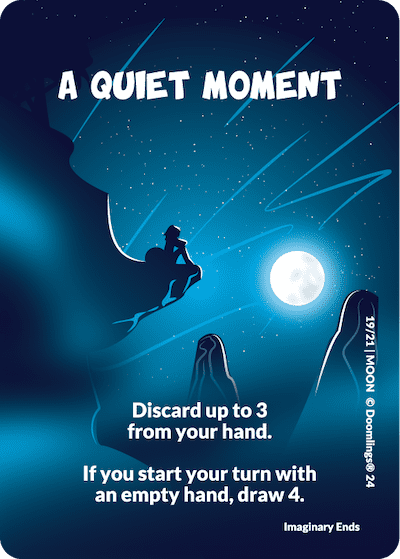 A QUIET MOMENT
Discard up to 3
from your hand.
If you start your turn with
an empty hand, draw 4.
19/21 | MOON © Doomlings® 24
Imaginary Ends